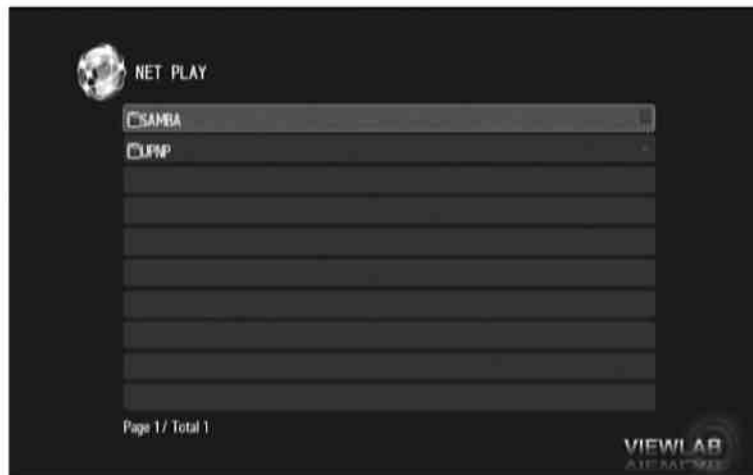 NET PLAY
SAMBA
UPNP
Page 1/ Total 1
VIEWLAB